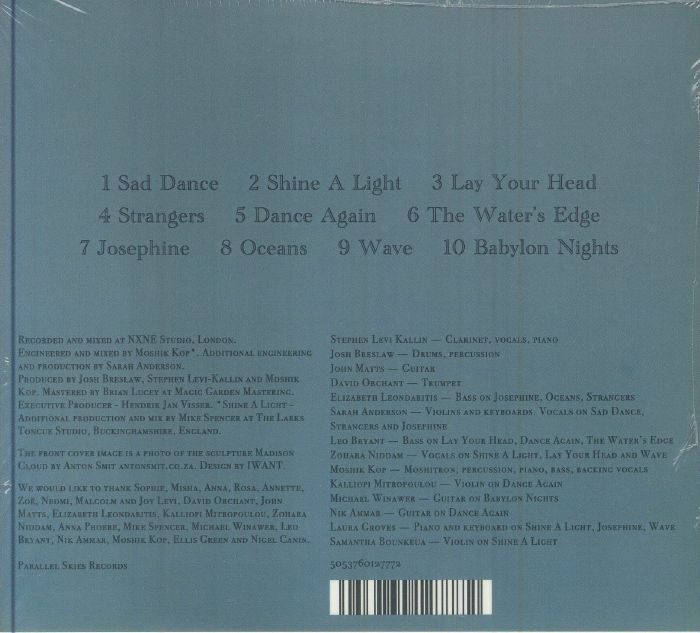 1 Sad Dance 2 Shine A Light 3 Lay Your Head
4 Strangers 5 Dance Again 6 The Water's Edge
7 Josephine 8 Oceans 9 Wave 10 Babylon Nights
Recorded and mixed at NXNE Studio, London.
Engineered and mixed by Moshik Kop*. Additional engineering
and production by Sarah Anderson.
Produced by Josh Breslaw, Stephen Levi-Kallin and Moshik
Kop. Mastered by Brian Lucey at Magic Garden Mastering.
Executive Producer - Hendrik Jan Visser. *Shine A Light -
Additional production and mix by Mike Spencer at The Larks
Tongue Studio, Buckinghamshire, England.
The front cover image is a photo of the sculpture Madison
Cloud by Anton Smit antonsmit.co.za. Design by IWANT.
We would like to thank Sophie, Misha, Anna, Rosa, Annette,
Zoë, Neomi, Malcolm and Joy Levi, David Orchant, John
Matts, Elizabeth Leondaritis, Kalliopi Mitropoulou, Zohara
Niddam, Anna Phoebe, Mike Spencer, Michael Winawer, Leo
Bryant, Nik Ammar, Moshik Kop, Ellis Green and Nigel Canin.
Parallel Skies Records
Stephen Levi Kallin — Clarinet, vocals, piano
Josh Breslaw — Drums, percussion
John Matts — Guitar
David Orchant — Trumpet
Elizabeth Leondaritis — Bass on Josephine, Oceans, Strangers
Sarah Anderson — Violins and keyboards. Vocals on Sad Dance,
Strangers and Josephine
Leo Bryant — Bass on Lay Your Head, Dance Again, The Water's Edge
Zohara Niddam — Vocals on Shine A Light, Lay Your Head and Wave
Moshik Kop — Moshitron, percussion, piano, bass, backing vocals
Kalliopi Mitropoulou — Violin on Dance Again
Michael Winawer — Guitar on Babylon Nights
Nik Ammar — Guitar on Dance Again
Laura Groves — Piano and keyboard on Shine A Light, Josephine, Wave
Samantha Bounkeua — Violin on Shine A Light
5053760127772